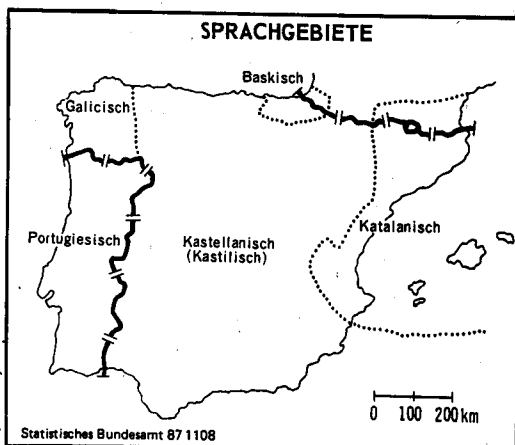 SPRACHGEBIETE
Baskisch
Galicisch
Portugiesisch
Kastellanisch
(Kastilisch)
Katalanisch
0 100 200 km
Statistisches Bundesamt 87 1108